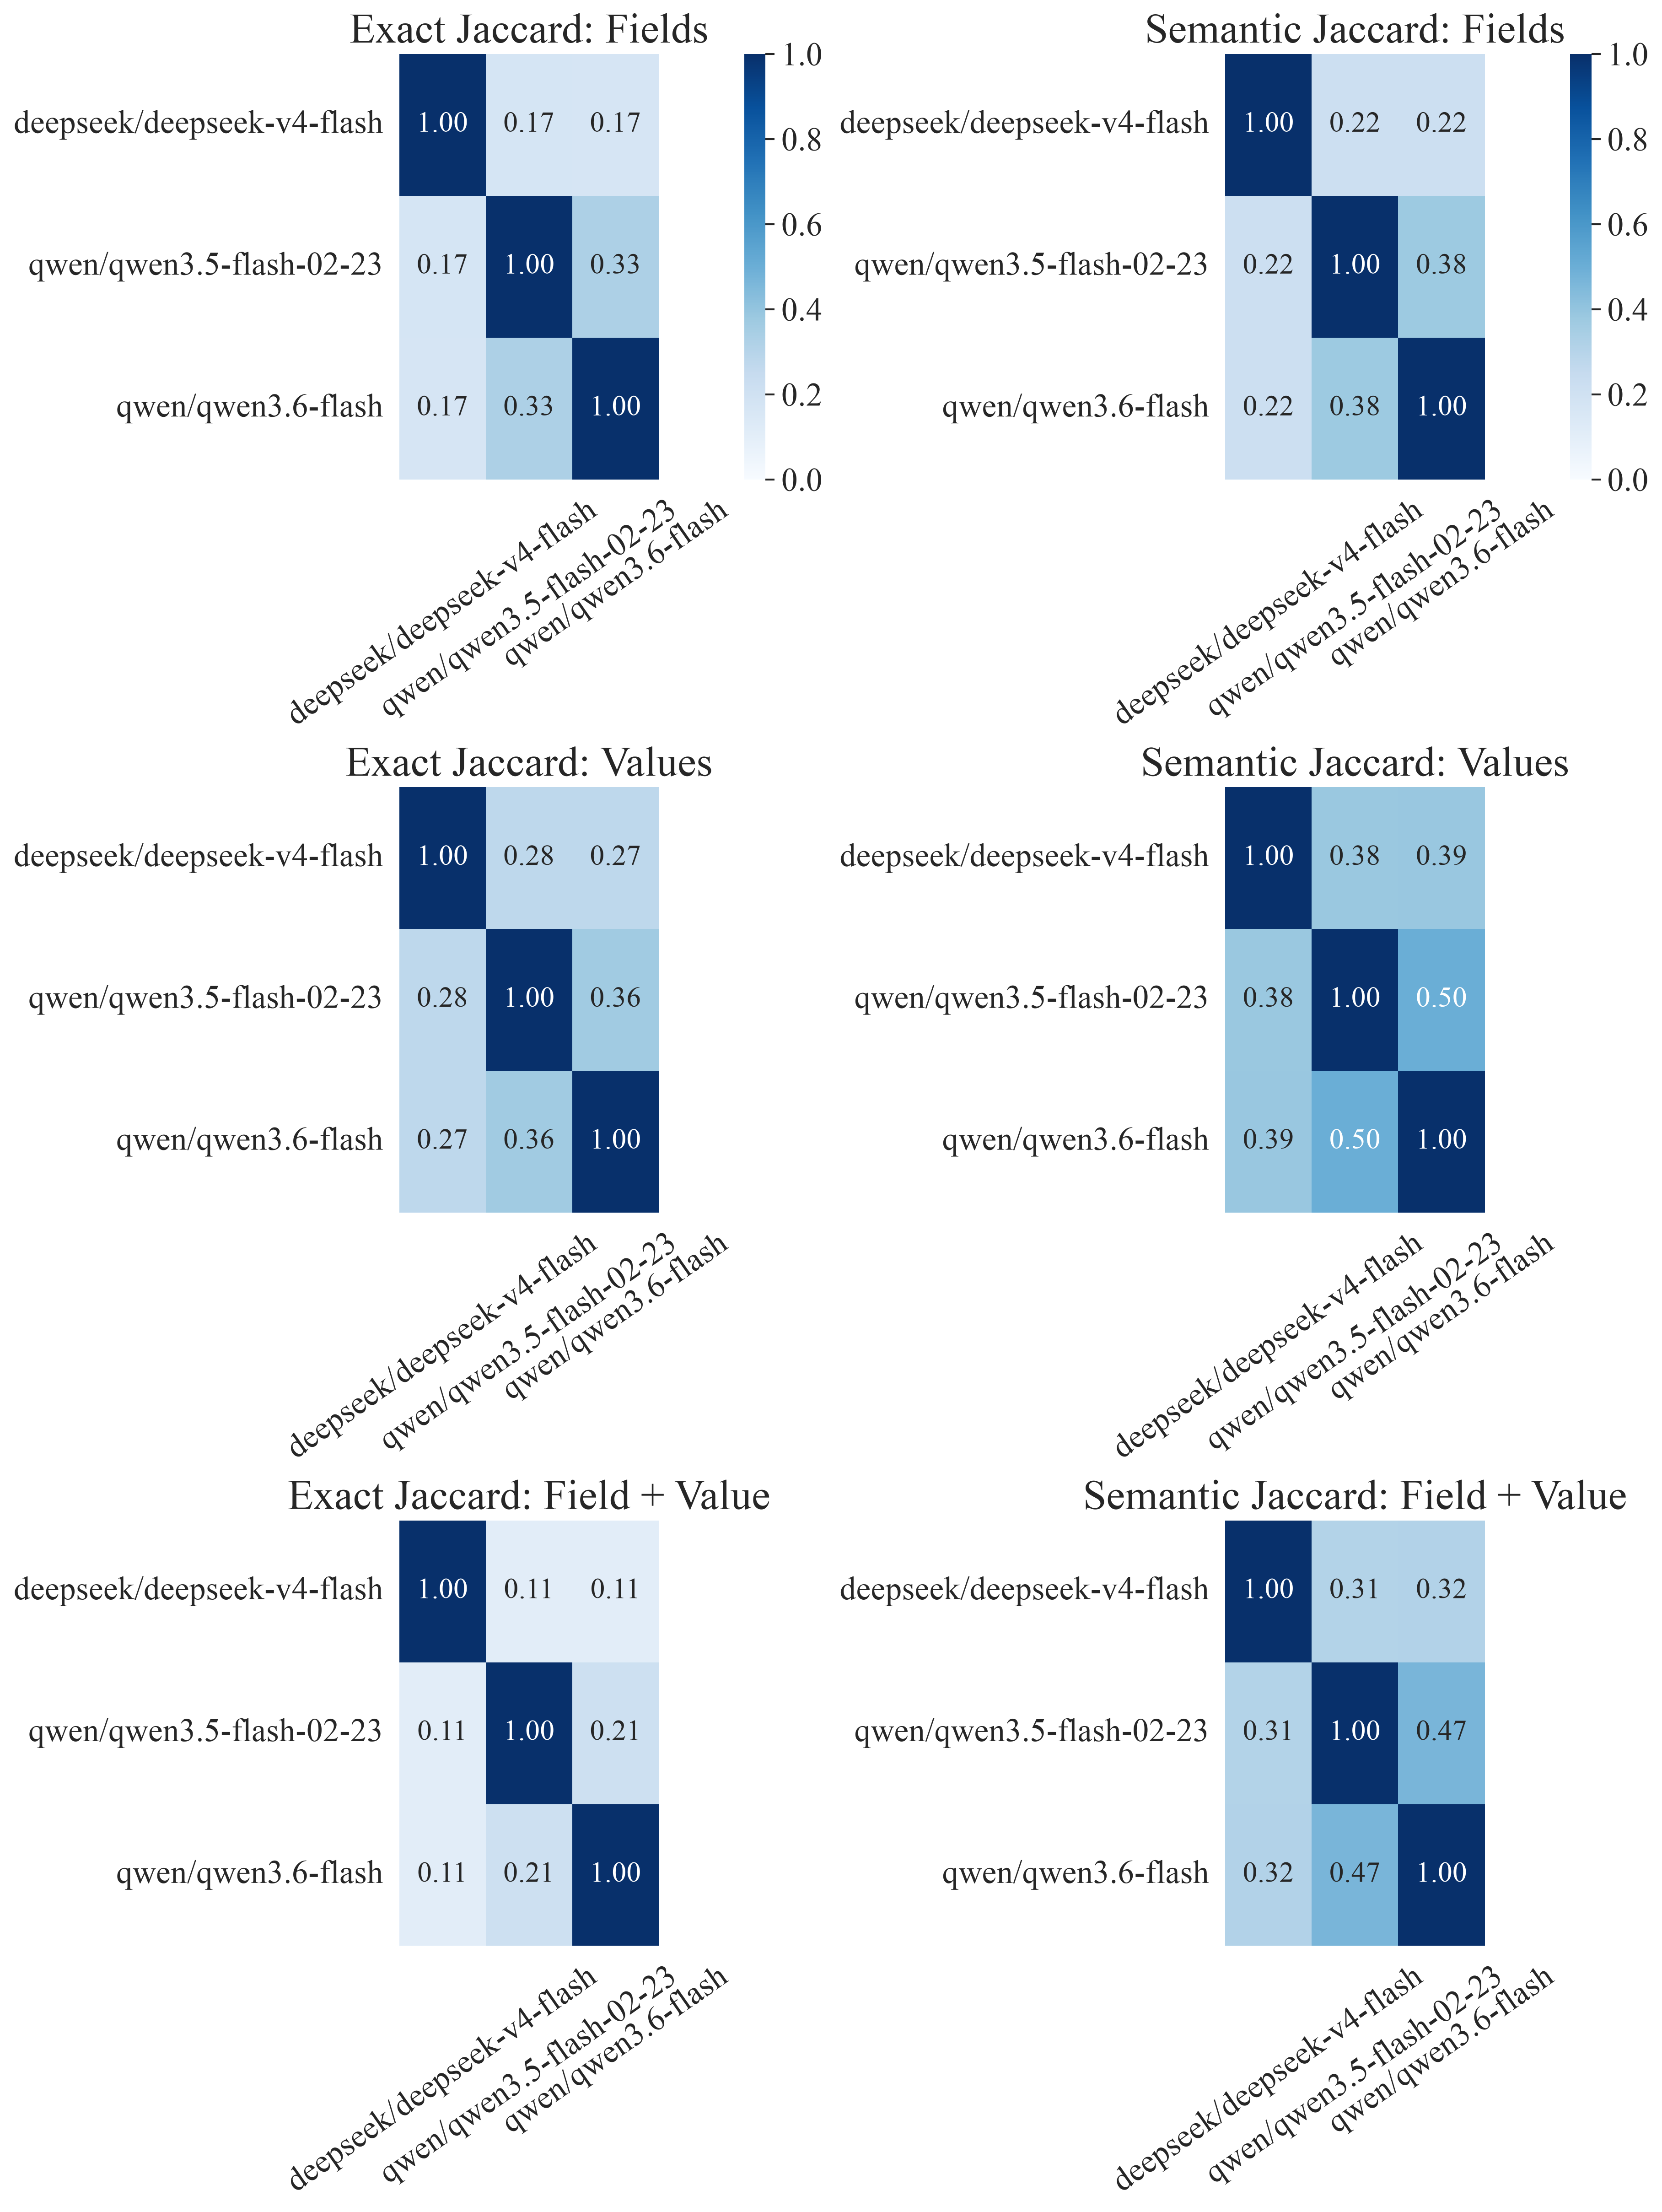 Exact Jaccard: Fields
deepseek/deepseek-v4-flash 1.00 0.17 0.17
qwen/qwen3.5-flash-02-23 0.17 1.00 0.33
qwen/qwen3.6-flash 0.17 0.33 1.00
deepseek/deepseek-v4-flash
qwen/qwen3.5-flash-02-23
qwen/qwen3.6-flash
1.0
0.8
0.6
0.4
0.2
0.0
Semantic Jaccard: Fields
deepseek/deepseek-v4-flash 1.00 0.22 0.22
qwen/qwen3.5-flash-02-23 0.22 1.00 0.38
qwen/qwen3.6-flash 0.22 0.38 1.00
deepseek/deepseek-v4-flash
qwen/qwen3.5-flash-02-23
qwen/qwen3.6-flash
1.0
0.8
0.6
0.4
0.2
0.0
Exact Jaccard: Values
deepseek/deepseek-v4-flash 1.00 0.28 0.27
qwen/qwen3.5-flash-02-23 0.28 1.00 0.36
qwen/qwen3.6-flash 0.27 0.36 1.00
deepseek/deepseek-v4-flash
qwen/qwen3.5-flash-02-23
qwen/qwen3.6-flash
Semantic Jaccard: Values
deepseek/deepseek-v4-flash 1.00 0.38 0.39
qwen/qwen3.5-flash-02-23 0.38 1.00 0.50
qwen/qwen3.6-flash 0.39 0.50 1.00
deepseek/deepseek-v4-flash
qwen/qwen3.5-flash-02-23
qwen/qwen3.6-flash
Exact Jaccard: Field + Value
deepseek/deepseek-v4-flash 1.00 0.11 0.11
qwen/qwen3.5-flash-02-23 0.11 1.00 0.21
qwen/qwen3.6-flash 0.11 0.21 1.00
deepseek/deepseek-v4-flash
qwen/qwen3.5-flash-02-23
qwen/qwen3.6-flash
Semantic Jaccard: Field + Value
deepseek/deepseek-v4-flash 1.00 0.31 0.32
qwen/qwen3.5-flash-02-23 0.31 1.00 0.47
qwen/qwen3.6-flash 0.32 0.47 1.00
deepseek/deepseek-v4-flash
qwen/qwen3.5-flash-02-23
qwen/qwen3.6-flash